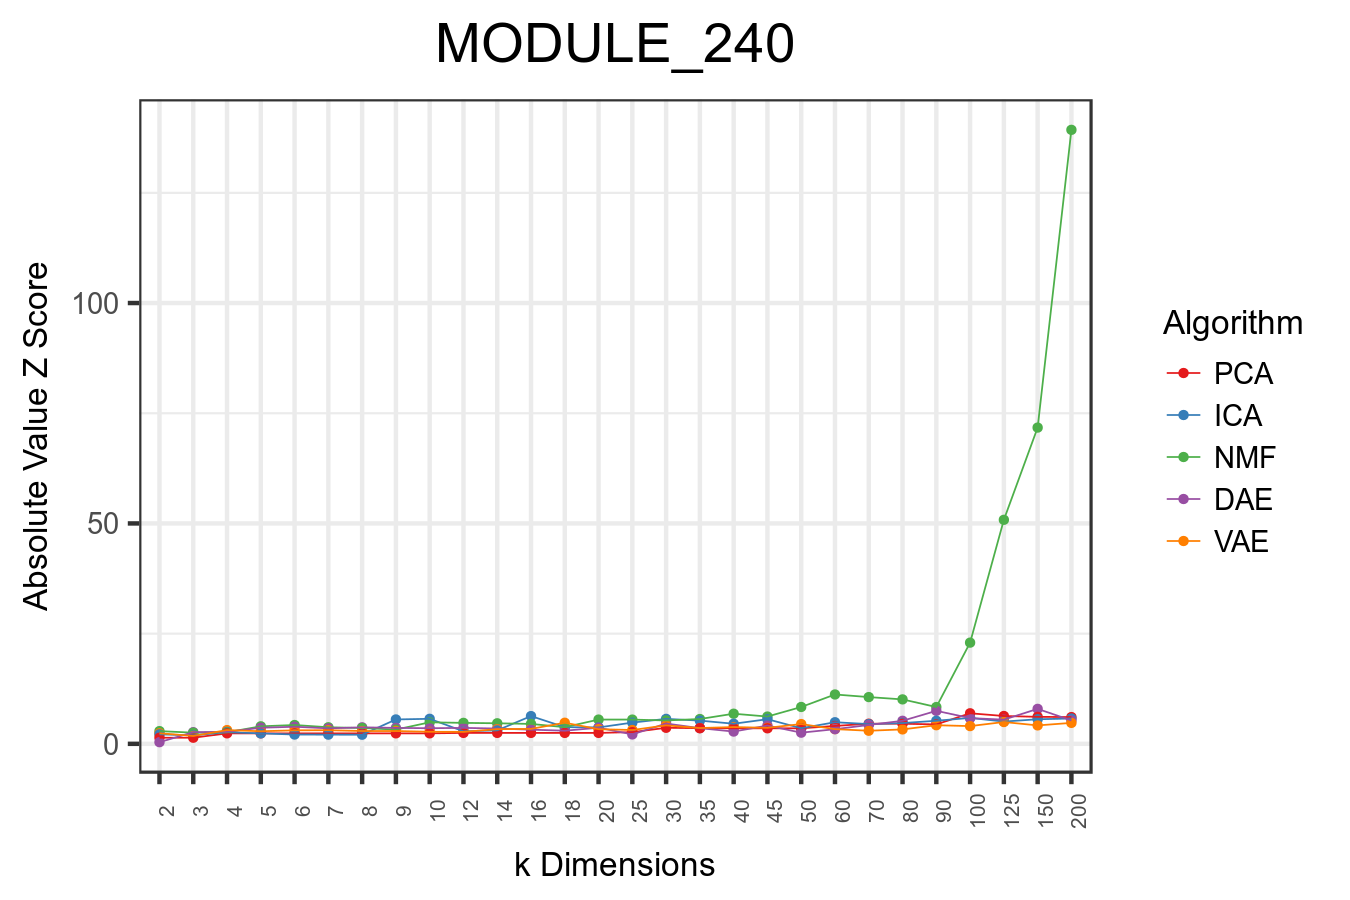 MODULE_240
Absolute Value Z Score
100
50
0
2 3 4 5 6 7 8 9 10 12 14 16 18 20 25 30 35 40 45 50 60 70 80 90 100 125 150 200
k Dimensions
Algorithm
PCA
ICA
NMF
DAE
VAE